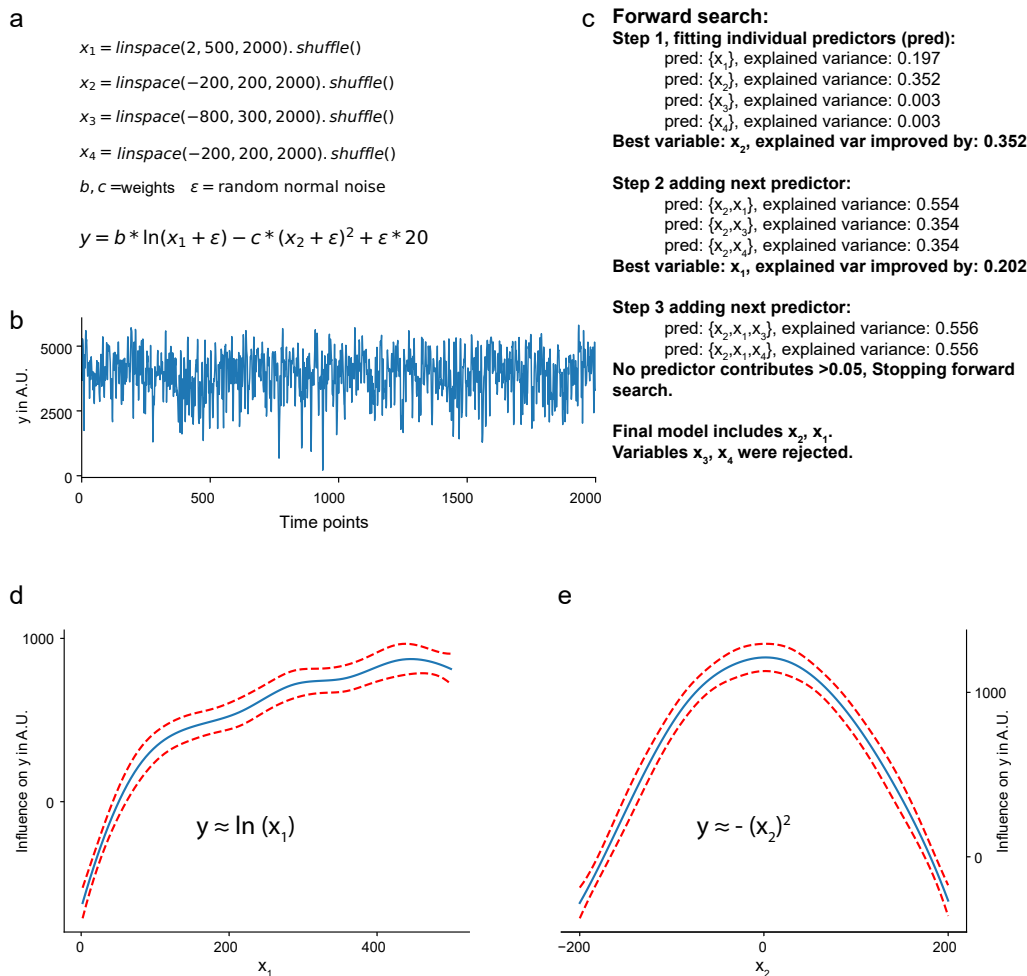 a
x₁ = linspace(2, 500, 2000). shuffle()
x₂ = linspace(−200, 200, 2000). shuffle()
x₃ = linspace(−800, 300, 2000). shuffle()
x₄ = linspace(−200, 200, 2000). shuffle()
b, c =weights ε = random normal noise
y = b * ln(x₁ + ε) − c * (x₂ + ε)² + ε * 20
b
5000
2500
0
y in A.U.
0 500 1000 1500 2000
Time points
c
Forward search:
Step 1, fitting individual predictors (pred):
pred: {x₁}, explained variance: 0.197
pred: {x₂}, explained variance: 0.352
pred: {x₃}, explained variance: 0.003
pred: {x₄}, explained variance: 0.003
Best variable: x₂, explained var improved by: 0.352
Step 2 adding next predictor:
pred: {x₂,x₁}, explained variance: 0.554
pred: {x₂,x₃}, explained variance: 0.354
pred: {x₂,x₄}, explained variance: 0.354
Best variable: x₁, explained var improved by: 0.202
Step 3 adding next predictor:
pred: {x₂,x₁,x₃}, explained variance: 0.556
pred: {x₂,x₁,x₄}, explained variance: 0.556
No predictor contributes >0.05, Stopping forward
search.
Final model includes x₂, x₁.
Variables x₃, x₄ were rejected.
d
1000
0
Influence on y in A.U.
y ≈ ln (x₁)
0 200 400
x₁
e
y ≈ - (x₂)²
1000
0
Influence on y in A.U.
−200 0 200
x₂